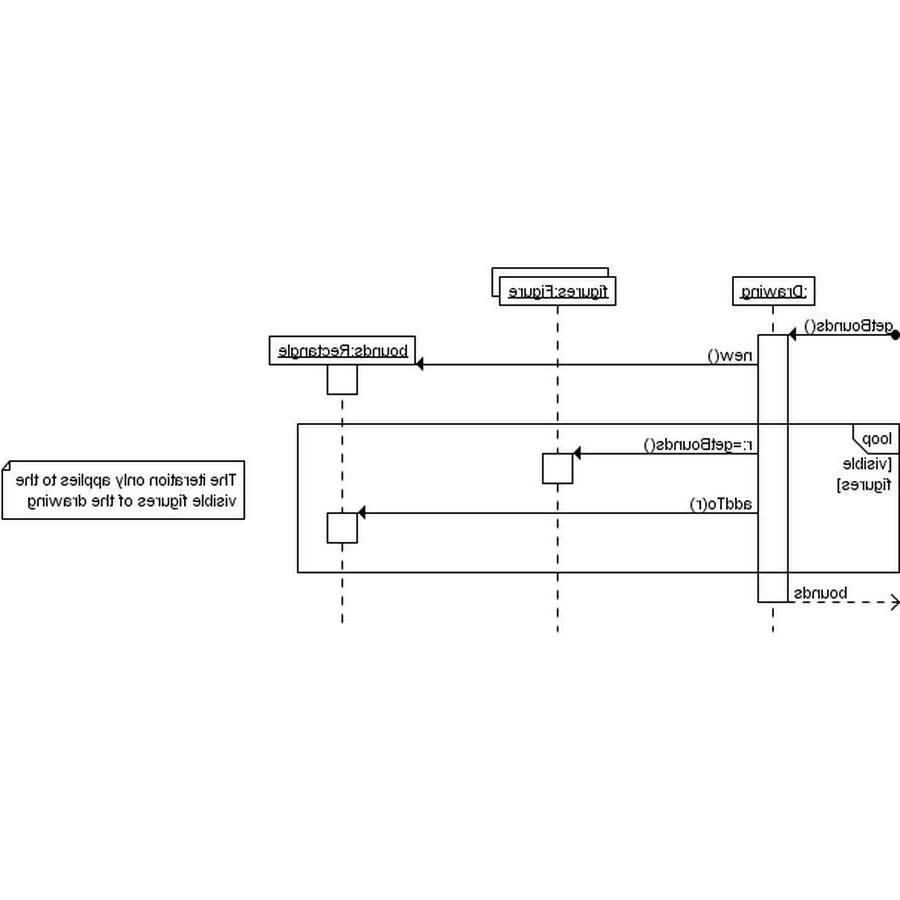 :Drawing
figures:Figure
getBounds()
new()
bounds:Rectangle
loop
[visible
figures]
r:=getBounds()
addTo(r)
The iteration only applies to the
visible figures of the drawing
bounds